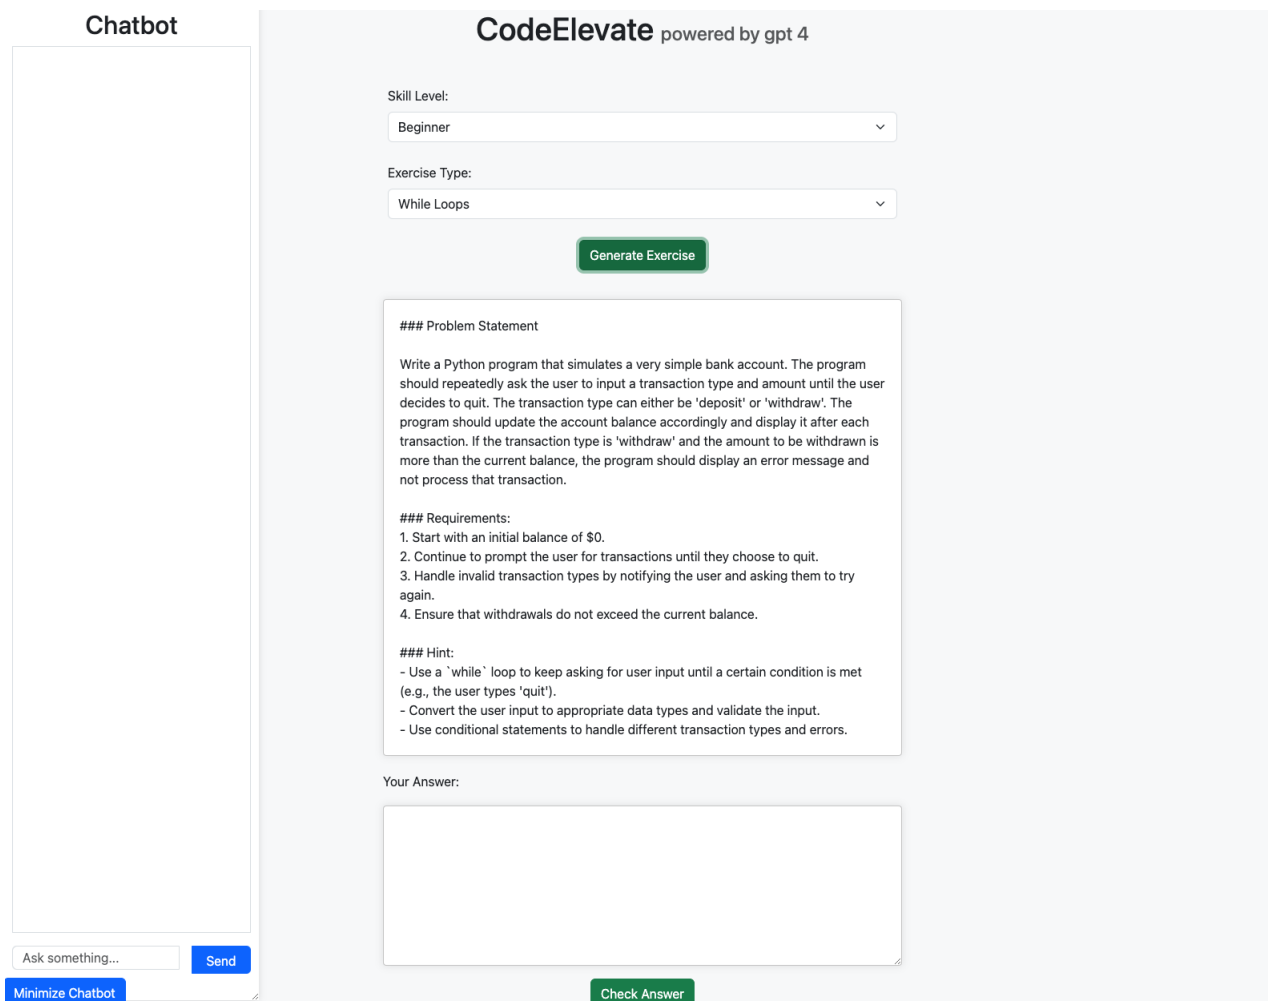 Chatbot
Ask something...
Send
Minimize Chatbot
CodeElevate powered by gpt 4
Skill Level:
Beginner
Exercise Type:
While Loops
Generate Exercise
### Problem Statement
Write a Python program that simulates a very simple bank account. The program
should repeatedly ask the user to input a transaction type and amount until the user
decides to quit. The transaction type can either be 'deposit' or 'withdraw'. The
program should update the account balance accordingly and display it after each
transaction. If the transaction type is 'withdraw' and the amount to be withdrawn is
more than the current balance, the program should display an error message and
not process that transaction.
### Requirements:
1. Start with an initial balance of $0.
2. Continue to prompt the user for transactions until they choose to quit.
3. Handle invalid transaction types by notifying the user and asking them to try
again.
4. Ensure that withdrawals do not exceed the current balance.
### Hint:
- Use a `while` loop to keep asking for user input until a certain condition is met
(e.g., the user types 'quit').
- Convert the user input to appropriate data types and validate the input.
- Use conditional statements to handle different transaction types and errors.
Your Answer:
Check Answer